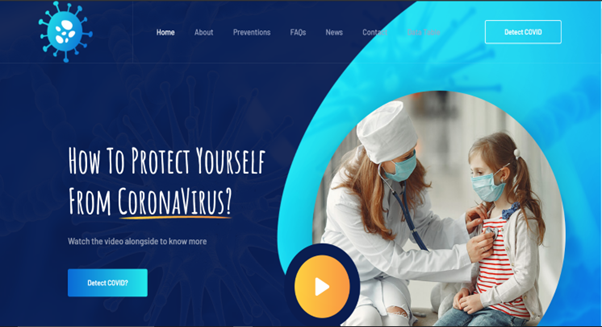 Home About Preventions FAQs News Contact
Detect COVID
How To Protect Yourself
From CoronaVirus?
Watch the video alongside to know more
Detect COVID?